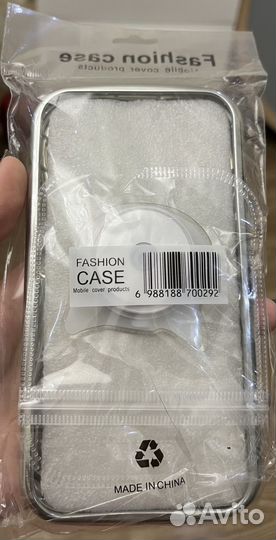 Fashion case
Mobile cover products
FASHION
CASE
Mobile cover products
6 988188 700292
MADE IN CHINA
Avito